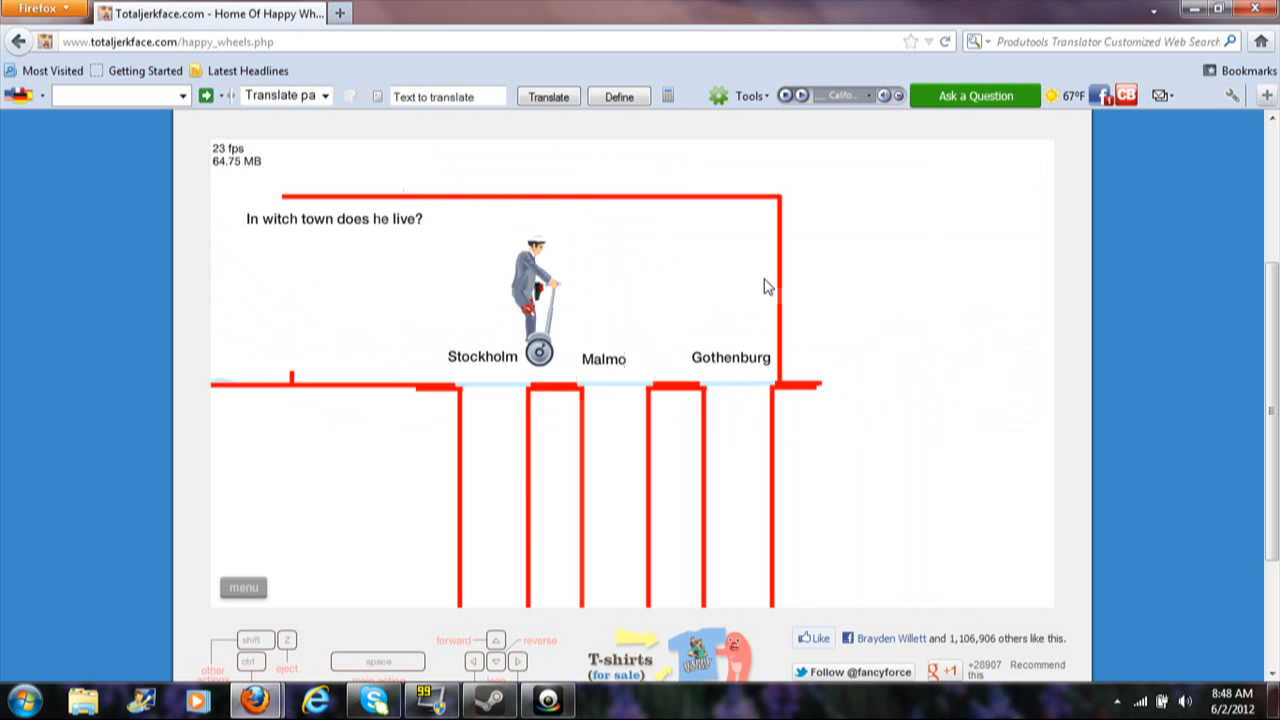 Firefox
Totaljerkface.com - Home Of Happy Wh...
www.totaljerkface.com/happy_wheels.php
Produtools Translator Customized Web Search
Most Visited
Getting Started
Latest Headlines
Bookmarks
Translate pa
Text to translate
Translate
Define
Tools
Califo...
Ask a Question
67°F
CB
23 fps
64.75 MB
In witch town does he live?
Stockholm
Malmo
Gothenburg
menu
shift
Z
ctrl
eject
other
actions
space
forward
reverse
T-shirts
(for sale)
Like
Brayden Willett and 1,106,906 others like this.
Follow @fancyforce
+1
+28907 Recommend
this
99
8:48 AM
6/2/2012